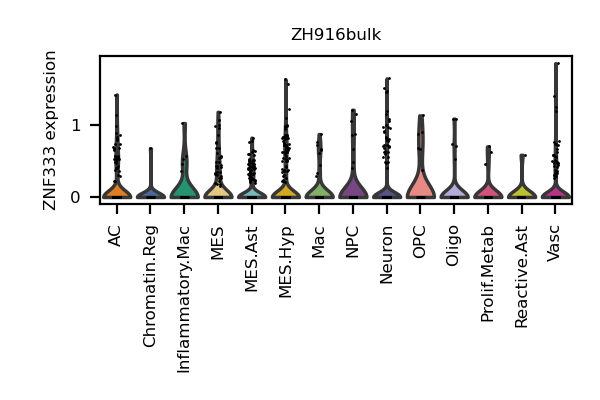 ZH916bulk
ZNF333 expression
1
0
AC
Chromatin.Reg
Inflammatory.Mac
MES
MES.Ast
MES.Hyp
Mac
NPC
Neuron
OPC
Oligo
Prolif.Metab
Reactive.Ast
Vasc